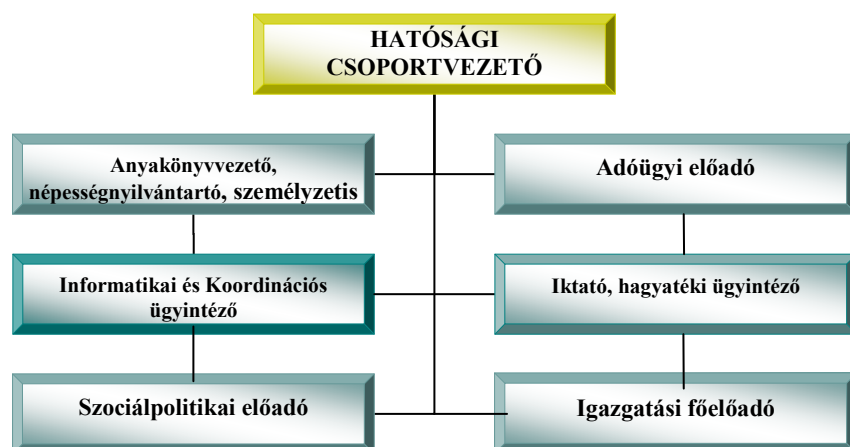 HATÓSÁGI
CSOPORTVEZETŐ
Anyakönyvvezető,
népességnyilvántartó, személyzetis
Adóügyi előadó
Informatikai és Koordinációs
ügyintéző
Iktató, hagyatéki ügyintéző
Szociálpolitikai előadó
Igazgatási főelőadó